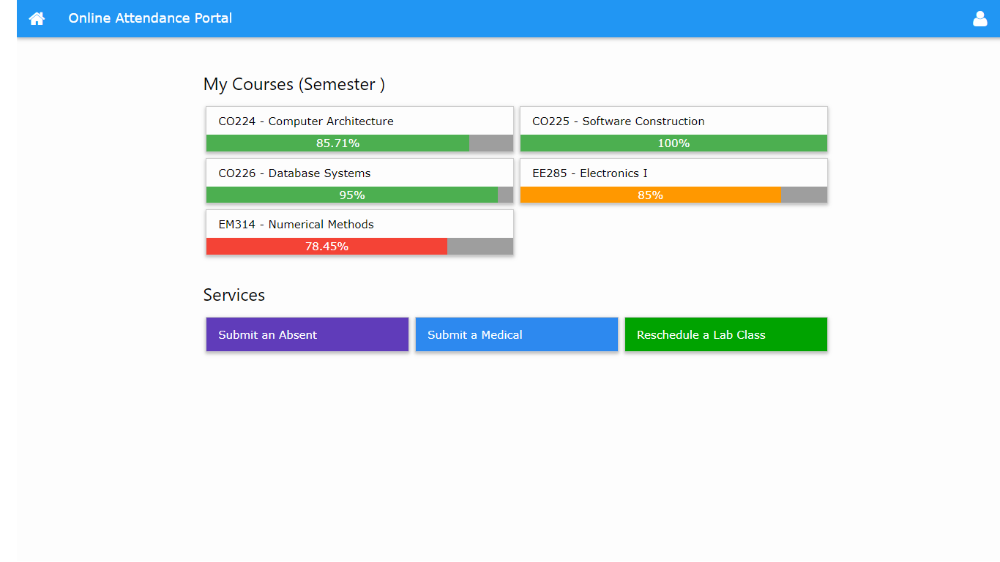 Online Attendance Portal
My Courses (Semester )
CO224 - Computer Architecture
85.71%
CO225 - Software Construction
100%
CO226 - Database Systems
95%
EE285 - Electronics I
85%
EM314 - Numerical Methods
78.45%
Services
Submit an Absent
Submit a Medical
Reschedule a Lab Class